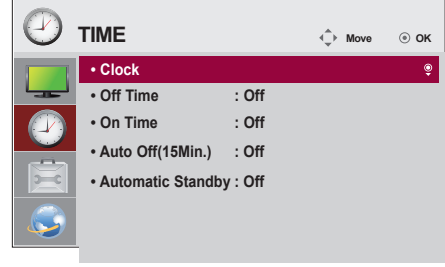 TIME
Move
OK
• Clock
• Off Time : Off
• On Time : Off
• Auto Off(15Min.) : Off
• Automatic Standby : Off